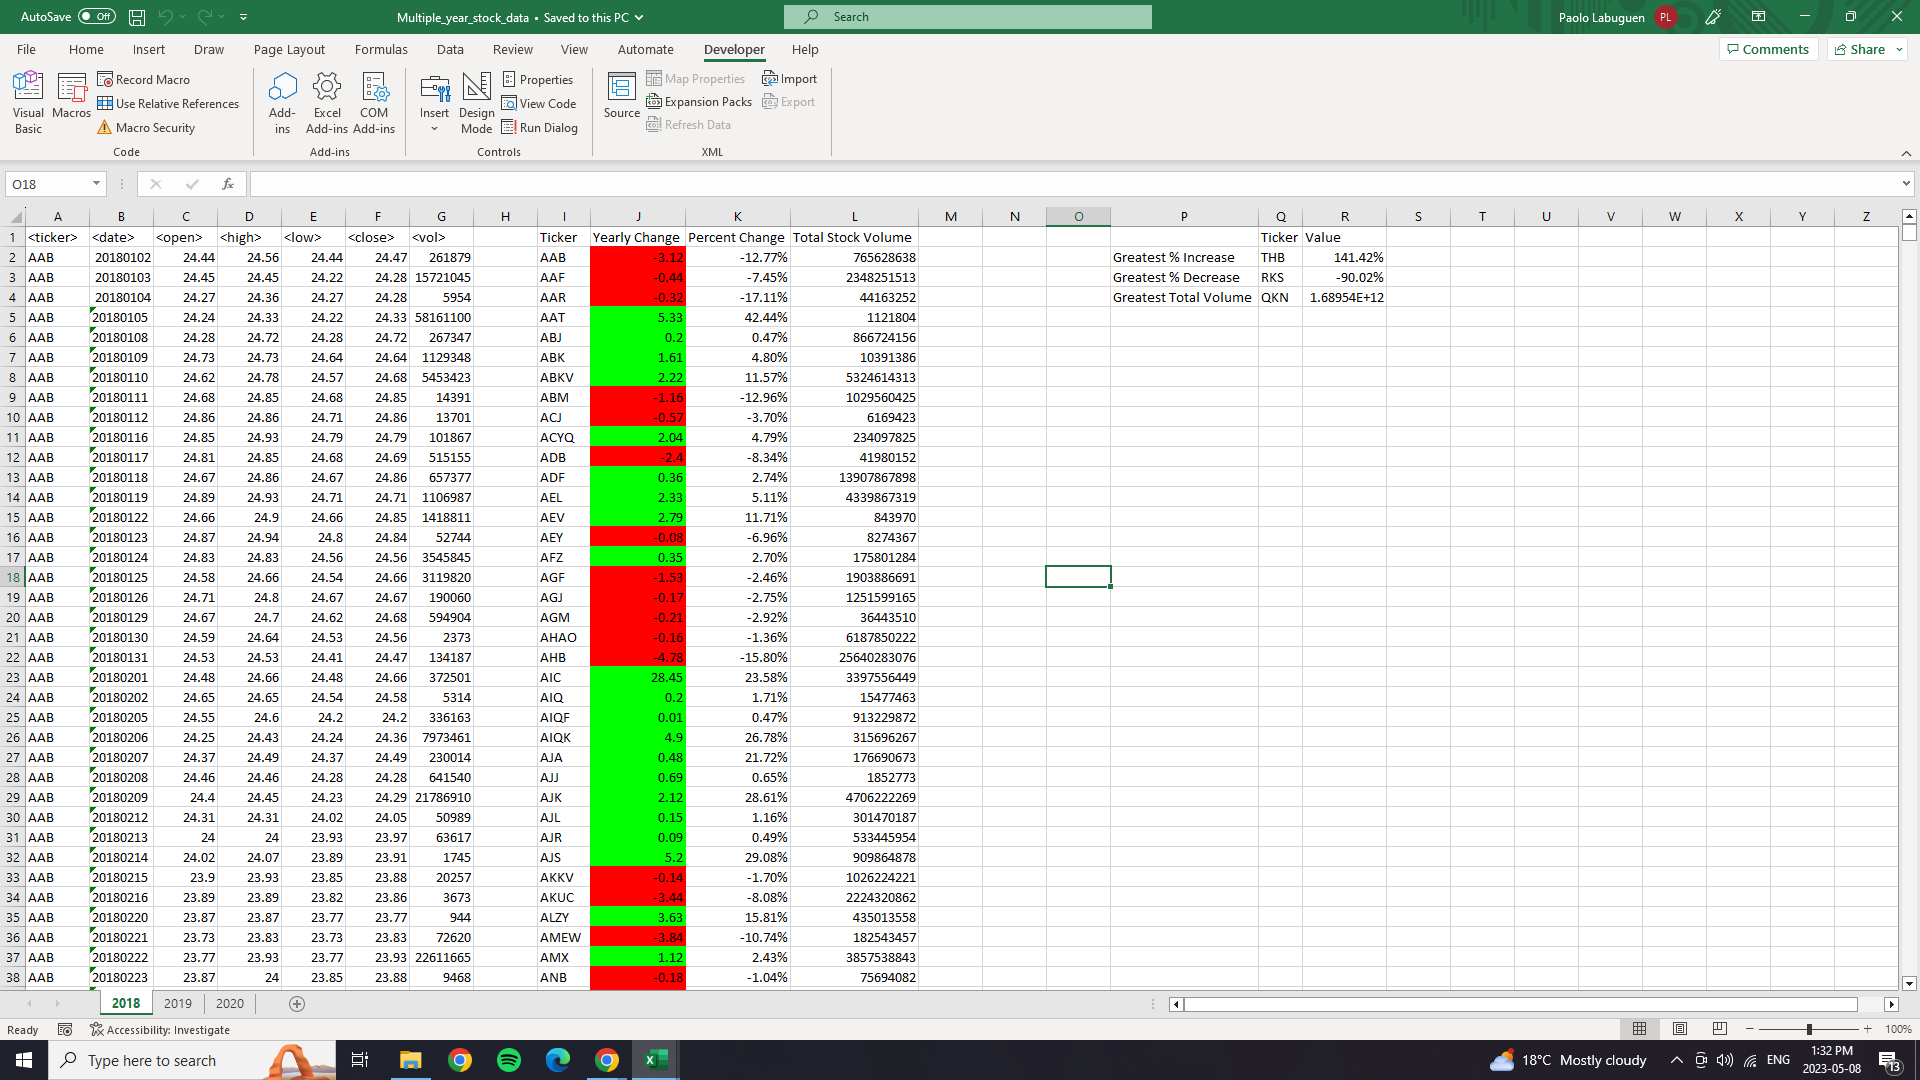 AutoSave Off Multiple_year_stock_data • Saved to this PC Search Paolo Labuguen PL
File Home Insert Draw Page Layout Formulas Data Review View Automate Developer Help Comments Share
Visual Basic Macros Record Macro Use Relative References Macro Security Code
Add-ins Excel Add-ins COM Add-ins Add-ins
Insert Design Mode Properties View Code Run Dialog Controls
Source Map Properties Expansion Packs Refresh Data Import Export XML
O18 fx
A B C D E F G H I J K L M N O P Q R S T U V W X Y Z
1 <ticker> <date> <open> <high> <low> <close> <vol> Ticker Yearly Change Percent Change Total Stock Volume Ticker Value
2 AAB 20180102 24.44 24.56 24.44 24.47 261879 AAB -3.12 -12.77% 765628638 Greatest % Increase THB 141.42%
3 AAB 20180103 24.45 24.45 24.22 24.28 15721045 AAF -0.44 -7.45% 2348251513 Greatest % Decrease RKS -90.02%
4 AAB 20180104 24.27 24.36 24.27 24.28 5954 AAR -0.32 -17.11% 44163252 Greatest Total Volume QKN 1.68954E+12
5 AAB 20180105 24.24 24.33 24.22 24.33 58161100 AAT 5.33 42.44% 1121804
6 AAB 20180108 24.28 24.72 24.28 24.72 267347 ABJ 0.2 0.47% 866724156
7 AAB 20180109 24.73 24.73 24.64 24.64 1129348 ABK 1.61 4.80% 10391386
8 AAB 20180110 24.62 24.78 24.57 24.68 5453423 ABKV 2.22 11.57% 5324614313
9 AAB 20180111 24.68 24.85 24.68 24.85 14391 ABM -1.16 -12.96% 1029560425
10 AAB 20180112 24.86 24.86 24.71 24.86 13701 ACJ -0.57 -3.70% 6169423
11 AAB 20180116 24.85 24.93 24.79 24.79 101867 ACYQ 2.04 4.79% 234097825
12 AAB 20180117 24.81 24.85 24.68 24.69 515155 ADB -2.4 -8.34% 41980152
13 AAB 20180118 24.67 24.86 24.67 24.86 657377 ADF 0.36 2.74% 13907867898
14 AAB 20180119 24.89 24.93 24.71 24.71 1106987 AEL 2.33 5.11% 4339867319
15 AAB 20180122 24.66 24.9 24.66 24.85 1418811 AEV 2.79 11.71% 843970
16 AAB 20180123 24.87 24.94 24.8 24.84 52744 AEY -0.08 -6.96% 8274367
17 AAB 20180124 24.83 24.83 24.56 24.56 3545845 AFZ 0.35 2.70% 175801284
18 AAB 20180125 24.58 24.66 24.54 24.66 3119820 AGF -1.53 -2.46% 1903886691
19 AAB 20180126 24.71 24.8 24.67 24.67 190060 AGJ -0.17 -2.75% 1251599165
20 AAB 20180129 24.67 24.7 24.62 24.68 594904 AGM -0.21 -2.92% 36443510
21 AAB 20180130 24.59 24.64 24.53 24.56 2373 AHAO -0.16 -1.36% 6187850222
22 AAB 20180131 24.53 24.53 24.41 24.47 134187 AHB -4.78 -15.80% 25640283076
23 AAB 20180201 24.48 24.66 24.48 24.66 372501 AIC 28.45 23.58% 3397556449
24 AAB 20180202 24.65 24.65 24.54 24.58 5314 AIQ 0.2 1.71% 15477463
25 AAB 20180205 24.55 24.6 24.2 24.2 336163 AIQF 0.01 0.47% 913229872
26 AAB 20180206 24.25 24.43 24.24 24.36 7973461 AIQK 4.9 26.78% 315696267
27 AAB 20180207 24.37 24.49 24.37 24.49 230014 AJA 0.48 21.72% 176690673
28 AAB 20180208 24.46 24.46 24.28 24.28 641540 AJJ 0.69 0.65% 1852773
29 AAB 20180209 24.4 24.45 24.23 24.29 21786910 AJK 2.12 28.61% 4706222269
30 AAB 20180212 24.31 24.31 24.02 24.05 50989 AJL 0.15 1.16% 301470187
31 AAB 20180213 24 24 23.93 23.97 63617 AJR 0.09 0.49% 533445954
32 AAB 20180214 24.02 24.07 23.89 23.91 1745 AJS 5.2 29.08% 909864878
33 AAB 20180215 23.9 23.93 23.85 23.88 20257 AKKV -0.14 -1.70% 1026224221
34 AAB 20180216 23.89 23.89 23.82 23.86 3673 AKUC -3.44 -8.08% 2224320862
35 AAB 20180220 23.87 23.87 23.77 23.77 944 ALZY 3.63 15.81% 435013558
36 AAB 20180221 23.73 23.83 23.73 23.83 72620 AMEW -3.84 -10.74% 182543457
37 AAB 20180222 23.77 23.93 23.77 23.93 22611665 AMX 1.12 2.43% 3857538843
38 AAB 20180223 23.87 24 23.85 23.88 9468 ANB -0.18 -1.04% 75694082
2018 2019 2020
Ready Accessibility: Investigate 100%
Type here to search 18°C Mostly cloudy ENG 1:32 PM 2023-05-08 13